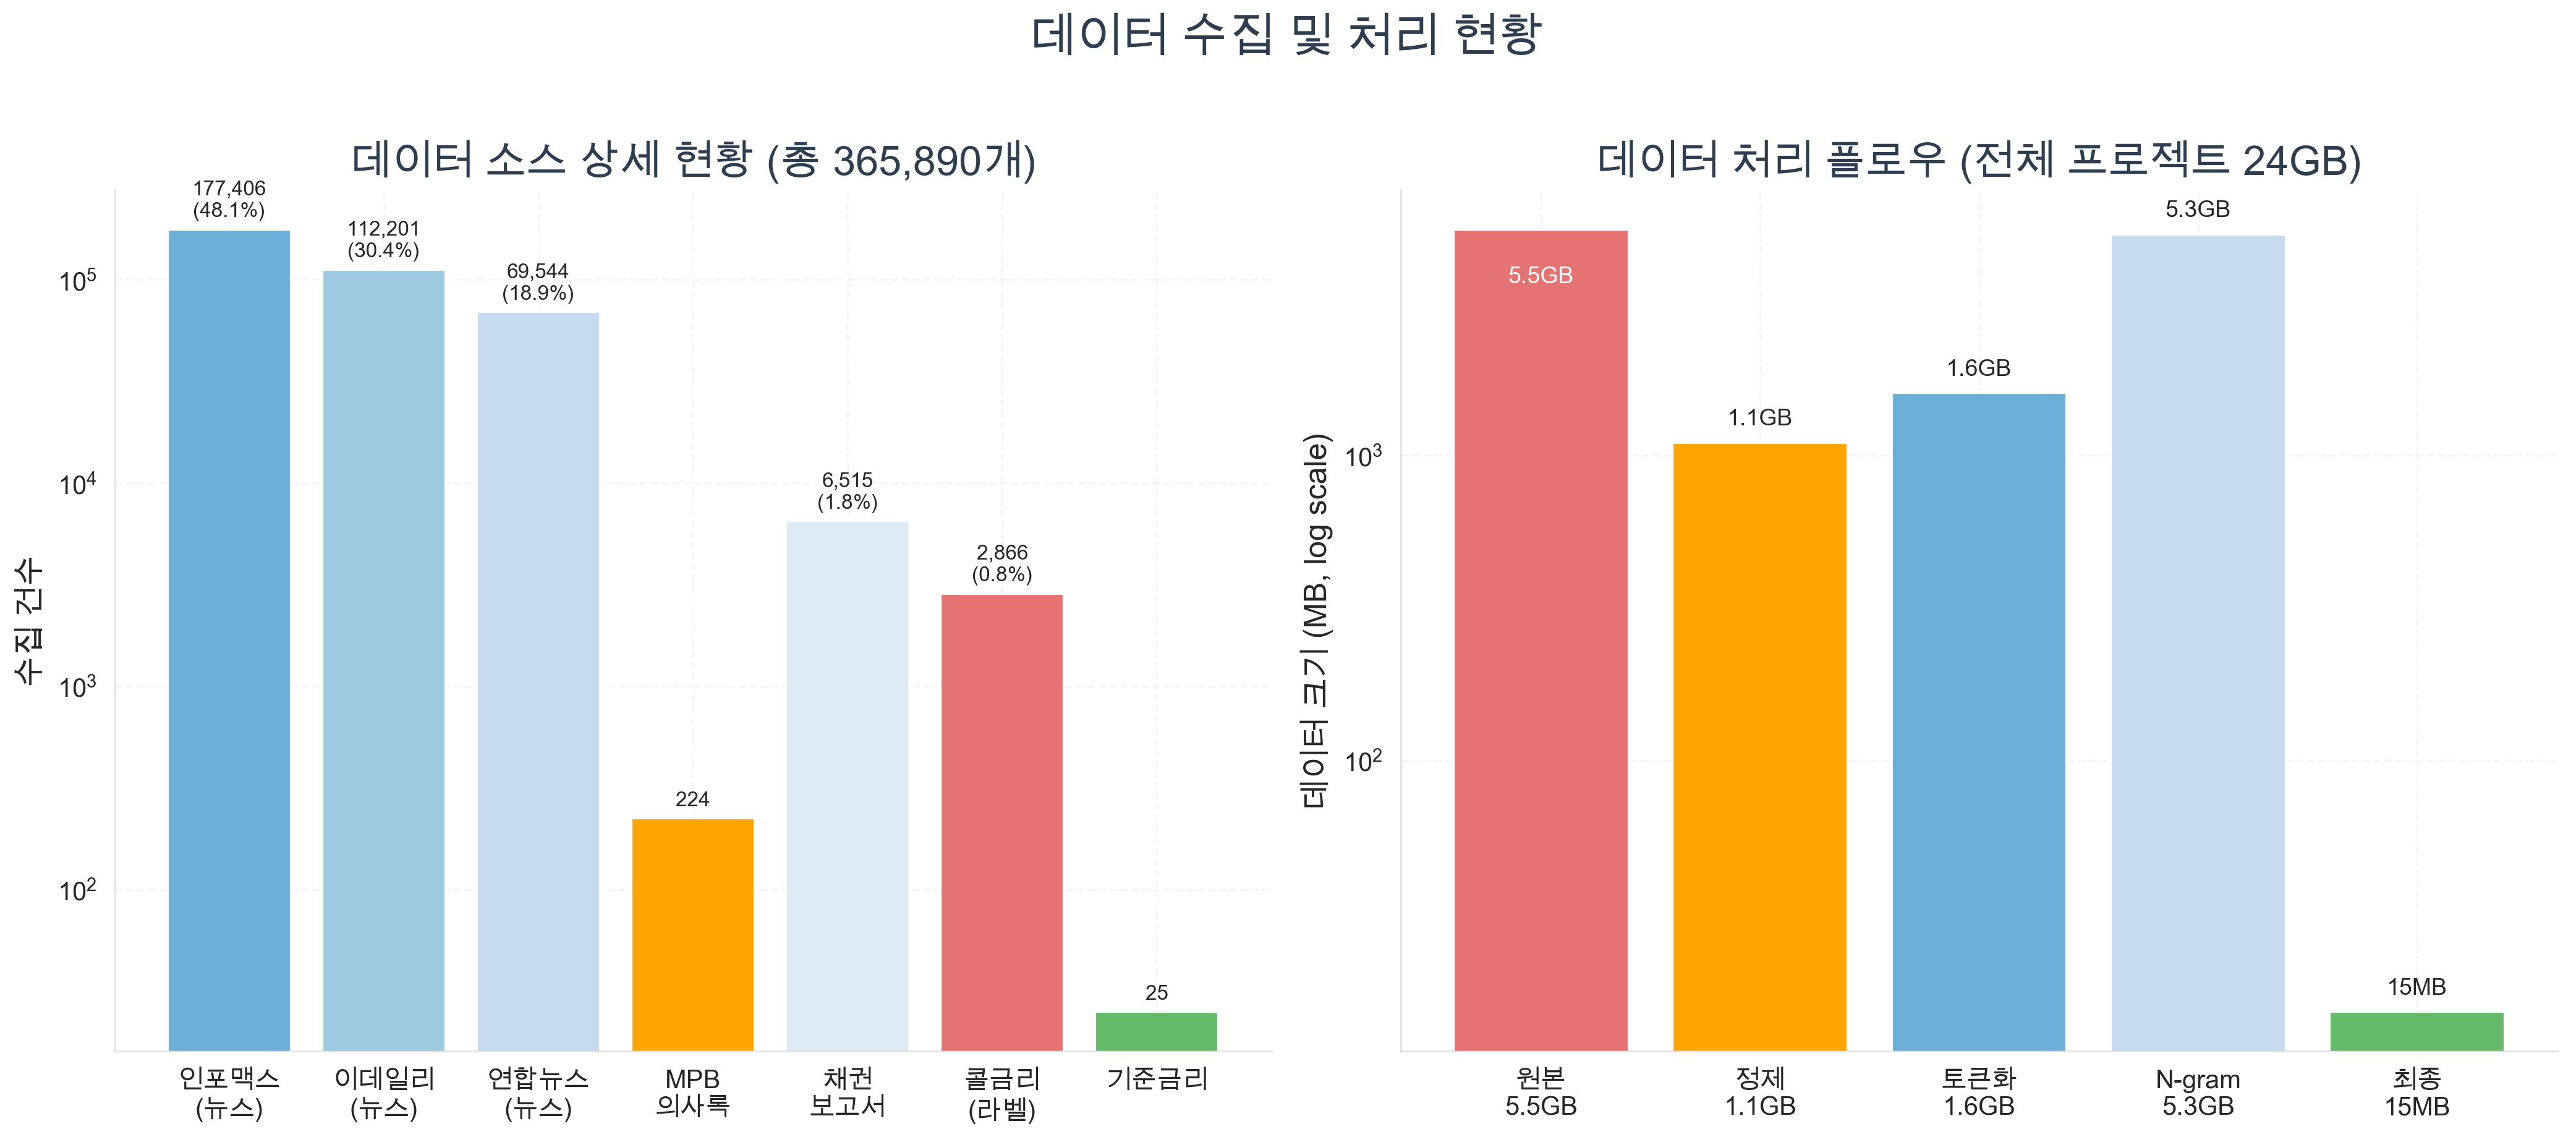 데이터 수집 및 처리 현황
데이터 소스 상세 현황 (총 365,890개)
수집 건수
10⁵
10⁴
10³
10²
177,406
(48.1%)
112,201
(30.4%)
69,544
(18.9%)
224
6,515
(1.8%)
2,866
(0.8%)
25
인포맥스
(뉴스)
이데일리
(뉴스)
연합뉴스
(뉴스)
MPB
의사록
채권
보고서
콜금리
(라벨)
기준금리
데이터 처리 플로우 (전체 프로젝트 24GB)
데이터 크기 (MB, log scale)
10³
10²
5.5GB
1.1GB
1.6GB
5.3GB
15MB
원본
5.5GB
정제
1.1GB
토큰화
1.6GB
N-gram
5.3GB
최종
15MB